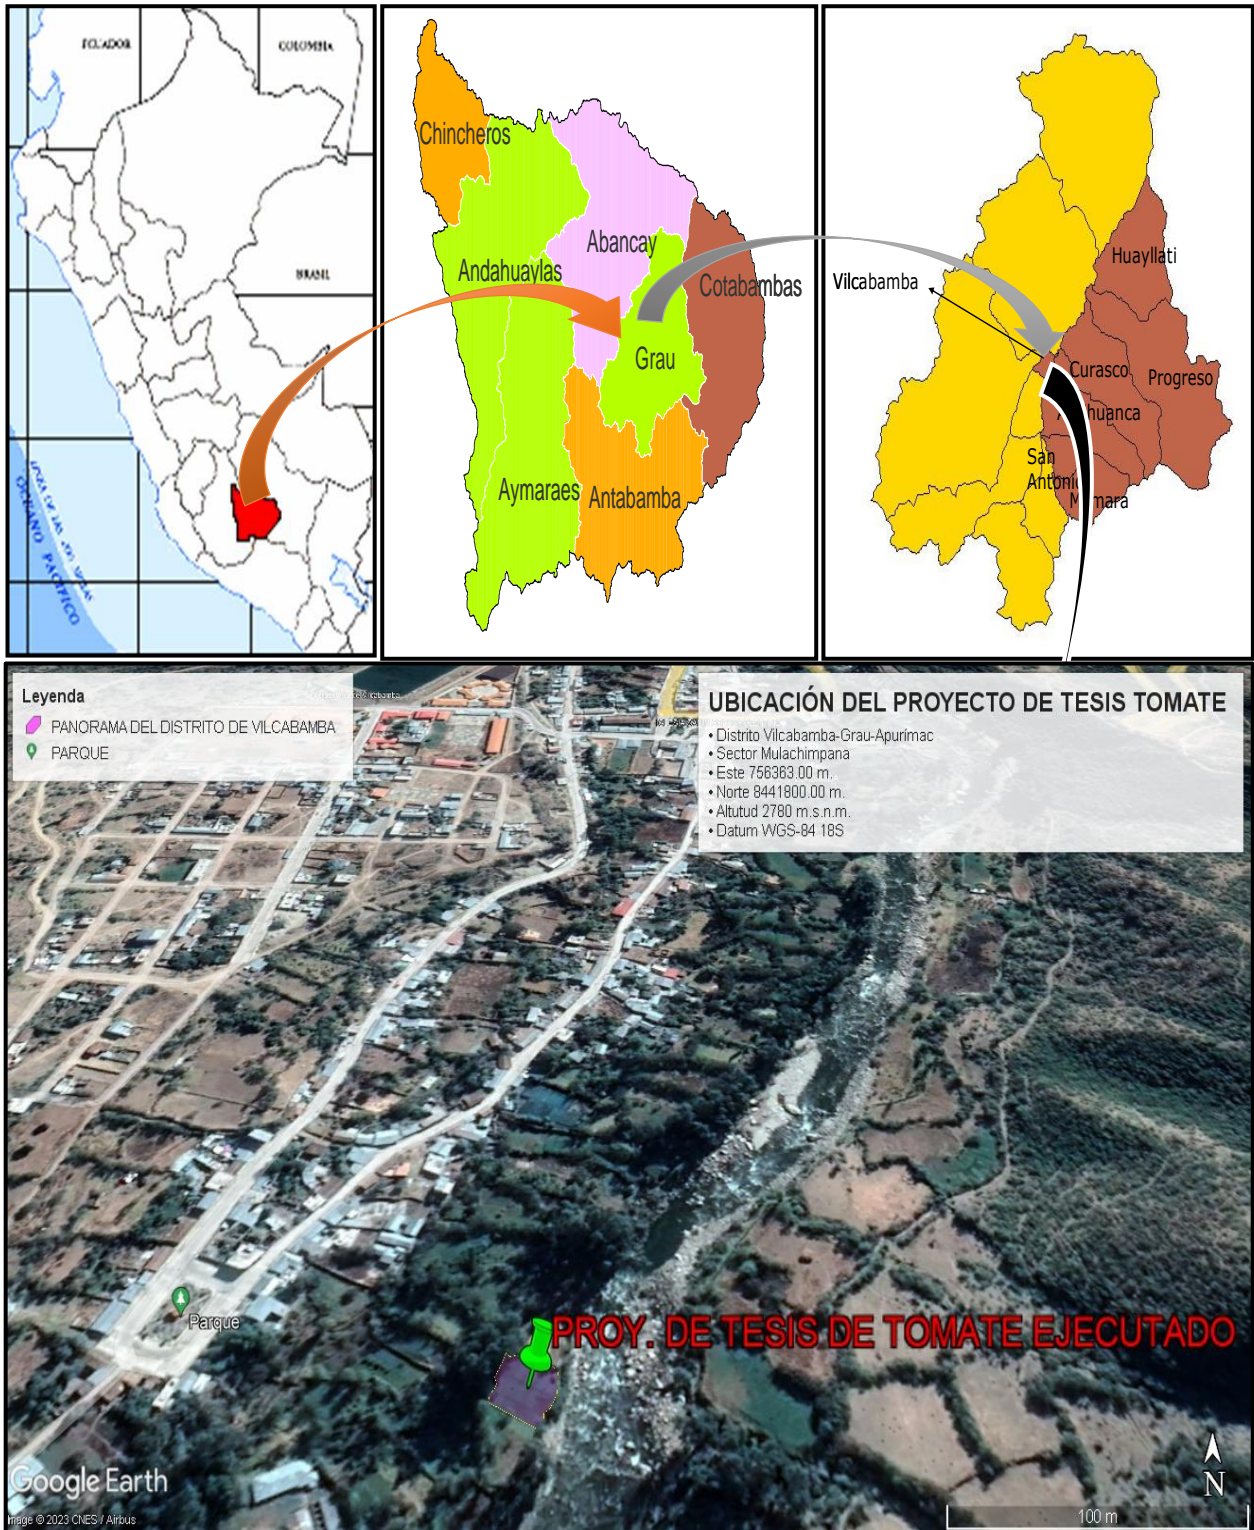 ECUADOR
COLOMBIA
BRASIL
OCEANO PACIFICO
Chincheros
Abancay
Andahuaylas
Cotabambas
Grau
Aymaraes
Antabamba
Huayllati
Vilcabamba
Curasco
Progreso
huanca
San
Antonio
M mara
Leyenda
PANORAMA DEL DISTRITO DE VILCABAMBA
PARQUE
UBICACIÓN DEL PROYECTO DE TESIS TOMATE
• Distrito Vilcabamba-Grau-Apurímac
• Sector Mulachimpana
• Este 756363.00 m.
• Norte 8441800.00 m.
• Altutud 2780 m.s.n.m.
• Datum WGS-84 18S
Parque
PROY. DE TESIS DE TOMATE EJECUTADO
Google Earth
Image © 2023 CNES / Airbus
N
100 m